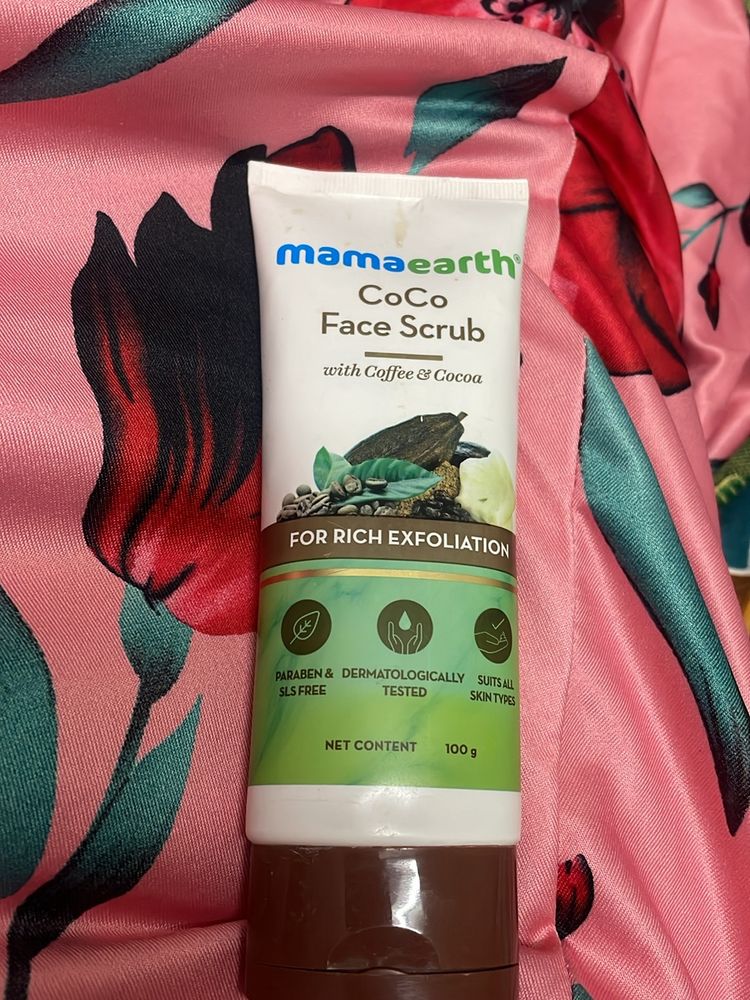 mamaearth®
CoCo
Face Scrub
with Coffee & Cocoa
FOR RICH EXFOLIATION
PARABEN &
SLS FREE
DERMATOLOGICALLY
TESTED
SUITS ALL
SKIN TYPES
NET CONTENT 100 g